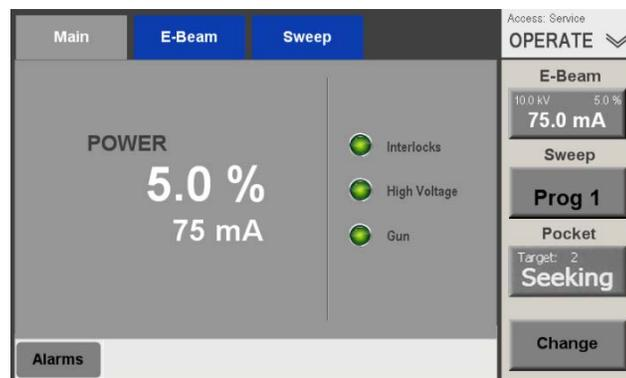 Main
E-Beam
Sweep
POWER
5.0 %
75 mA
Interlocks
High Voltage
Gun
Alarms
Access: Service
OPERATE
E-Beam
10.0 kV 5.0 %
75.0 mA
Sweep
Prog 1
Pocket
Target: 2
Seeking
Change